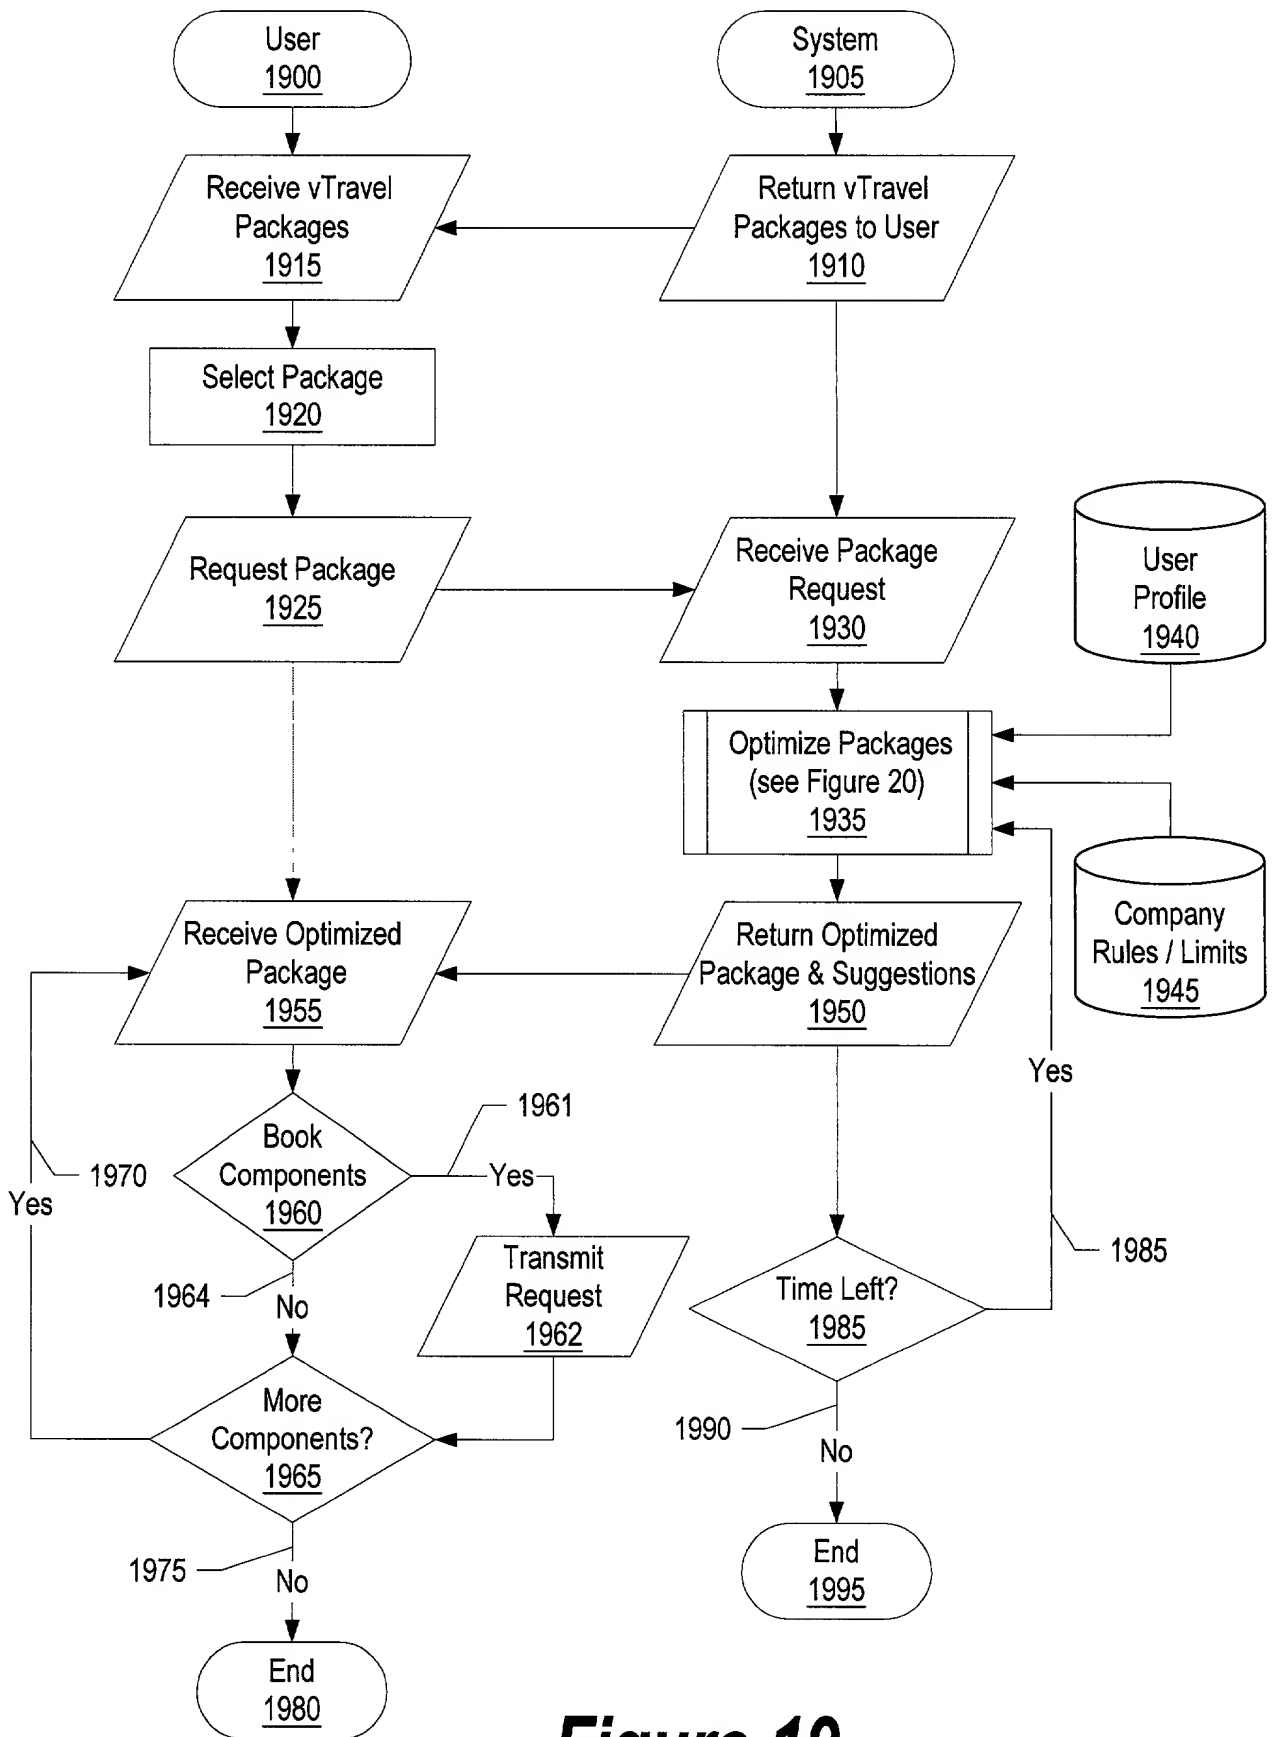 User
1900
System
1905
Receive vTravel
Packages
1915
Return vTravel
Packages to User
1910
Select Package
1920
Request Package
1925
Receive Package
Request
1930
User
Profile
1940
Optimize Packages
(see Figure 20)
1935
Company
Rules / Limits
1945
Receive Optimized
Package
1955
Return Optimized
Package & Suggestions
1950
Yes
1961
Book
Components
1960
Yes
1970
Yes
1964
No
Transmit
Request
1962
Time Left?
1985
1985
More
Components?
1965
1990
No
1975
No
End
1995
End
1980
Figure 19